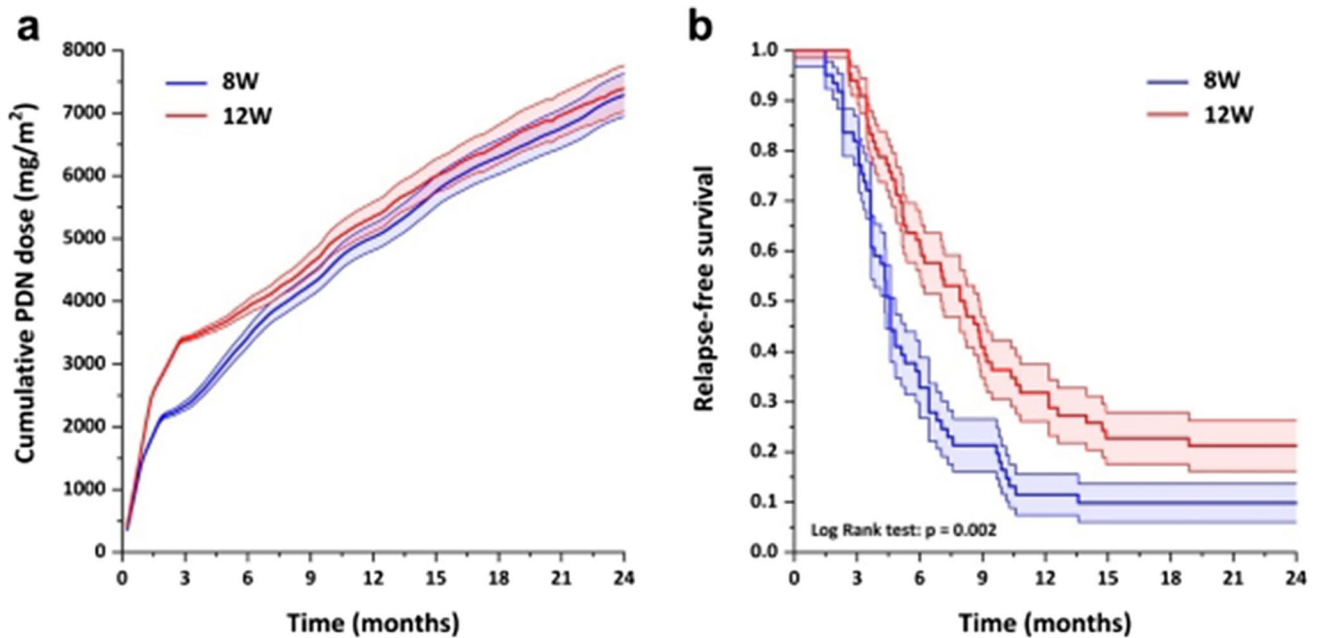 a
8000
7000
6000
5000
4000
3000
2000
1000
0
Cumulative PDN dose (mg/m²)
8W
12W
0 3 6 9 12 15 18 21 24
Time (months)
b
1.0
0.9
0.8
0.7
0.6
0.5
0.4
0.3
0.2
0.1
0.0
Relapse-free survival
8W
12W
Log Rank test: p = 0.002
0 3 6 9 12 15 18 21 24
Time (months)